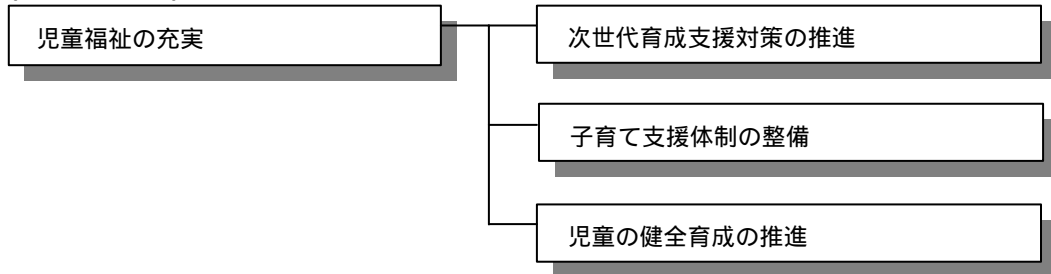 児童福祉の充実
次世代育成支援対策の推進
子育て支援体制の整備
児童の健全育成の推進